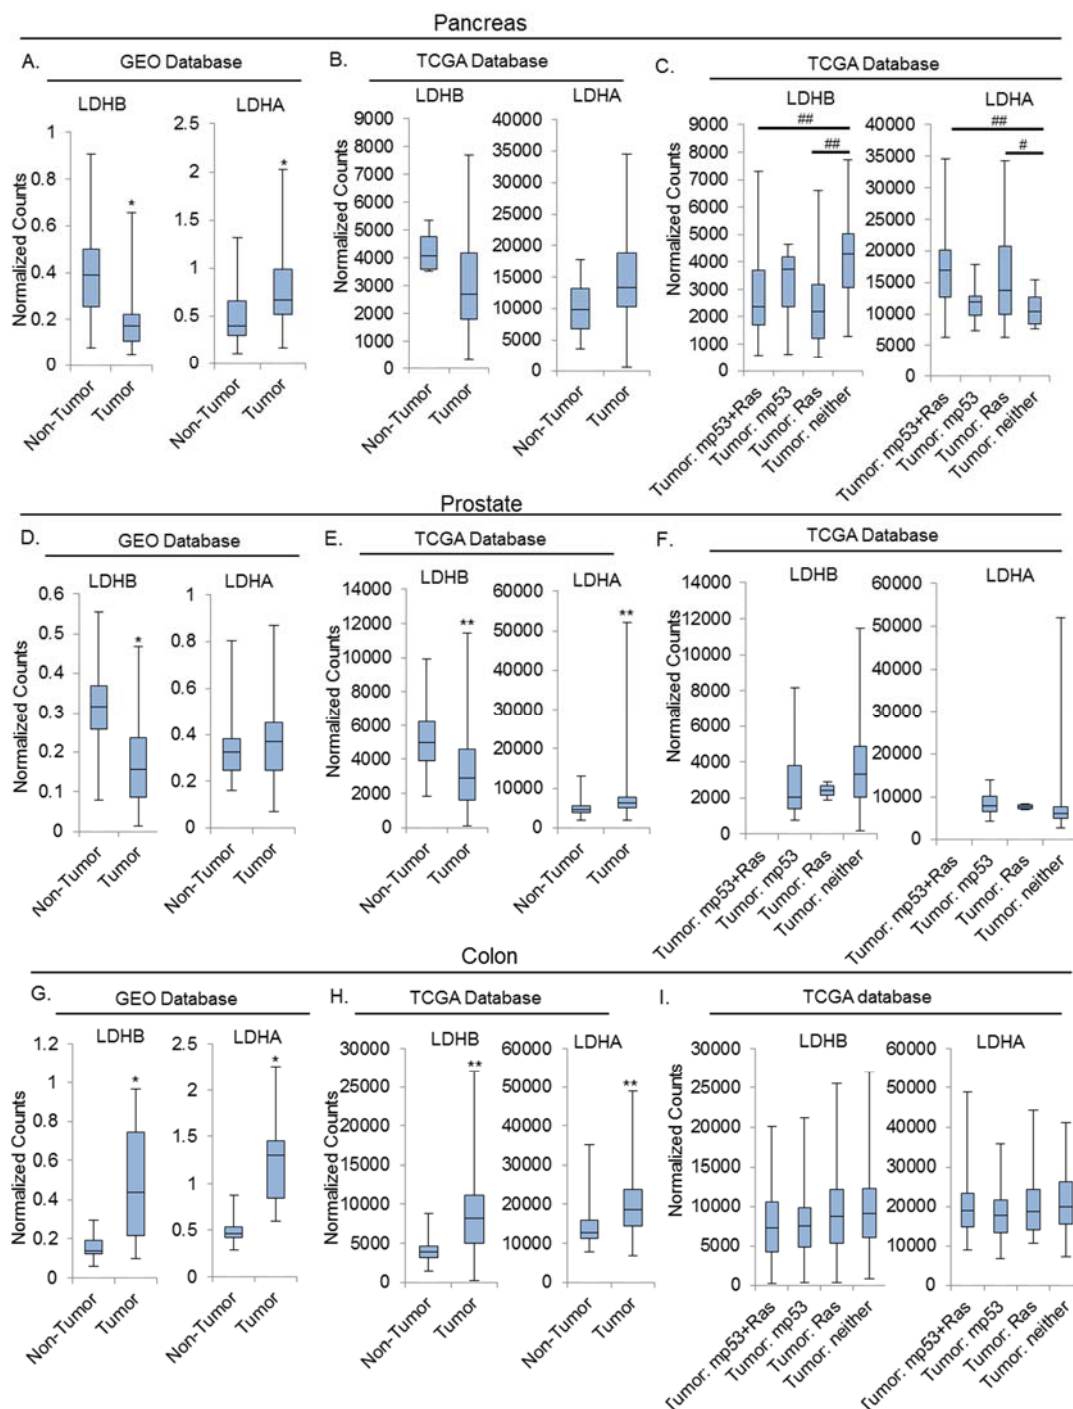 Pancreas
A. GEO Database
LDHB LDHA
Normalized Counts
1
0.8
0.6
0.4
0.2
0
*
Non-Tumor Tumor
2.5
2
1.5
1
0.5
0
*
Non-Tumor Tumor
B. TCGA Database
LDHB LDHA
Normalized Counts
9000
8000
7000
6000
5000
4000
3000
2000
1000
0
Non-Tumor Tumor
40000
35000
30000
25000
20000
15000
10000
5000
0
Non-Tumor Tumor
C. TCGA Database
LDHB LDHA
Normalized Counts
9000
8000
7000
6000
5000
4000
3000
2000
1000
0
##
##
Tumor: mp53+Ras
Tumor: mp53
Tumor: Ras
Tumor: neither
40000
35000
30000
25000
20000
15000
10000
5000
0
##
#
Tumor: mp53+Ras
Tumor: mp53
Tumor: Ras
Tumor: neither
Prostate
D. GEO Database
LDHB LDHA
Normalized Counts
0.6
0.5
0.4
0.3
0.2
0.1
0
*
Non-Tumor Tumor
1
0.8
0.6
0.4
0.2
0
Non-Tumor Tumor
E. TCGA Database
LDHB LDHA
Normalized Counts
14000
12000
10000
8000
6000
4000
2000
0
**
Non-Tumor Tumor
60000
50000
40000
30000
20000
10000
0
**
Non-Tumor Tumor
F. TCGA Database
LDHB LDHA
Normalized Counts
14000
12000
10000
8000
6000
4000
2000
0
Tumor: mp53+Ras
Tumor: mp53
Tumor: Ras
Tumor: neither
60000
50000
40000
30000
20000
10000
0
Tumor: mp53+Ras
Tumor: mp53
Tumor: Ras
Tumor: neither
Colon
G. GEO Database
LDHB LDHA
Normalized Counts
1.2
1
0.8
0.6
0.4
0.2
0
*
Non-Tumor Tumor
2.5
2
1.5
1
0.5
0
*
Non-Tumor Tumor
H. TCGA Database
LDHB LDHA
Normalized Counts
30000
25000
20000
15000
10000
5000
0
**
Non-Tumor Tumor
60000
50000
40000
30000
20000
10000
0
**
Non-Tumor Tumor
I. TCGA database
LDHB LDHA
Normalized Counts
30000
25000
20000
15000
10000
5000
0
Tumor: mp53+Ras
Tumor: mp53
Tumor: Ras
Tumor: neither
60000
50000
40000
30000
20000
10000
0
Tumor: mp53+Ras
Tumor: mp53
Tumor: Ras
Tumor: neither